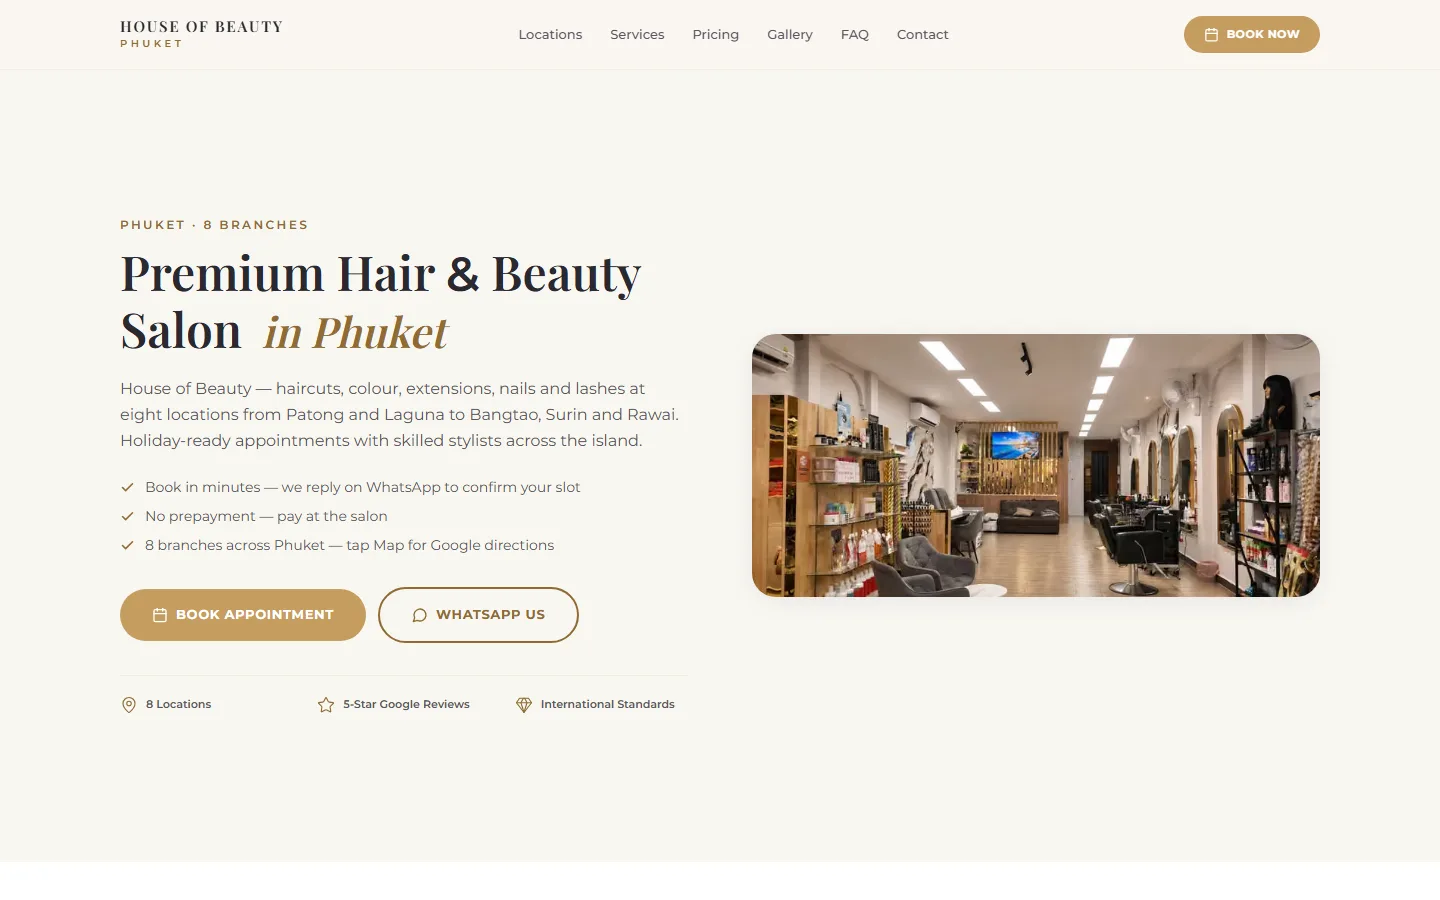 HOUSE OF BEAUTY
PHUKET
Locations
Services
Pricing
Gallery
FAQ
Contact
BOOK NOW
PHUKET · 8 BRANCHES
Premium Hair & Beauty
Salon in Phuket
House of Beauty — haircuts, colour, extensions, nails and lashes at
eight locations from Patong and Laguna to Bangtao, Surin and Rawai.
Holiday-ready appointments with skilled stylists across the island.
Book in minutes — we reply on WhatsApp to confirm your slot
No prepayment — pay at the salon
8 branches across Phuket — tap Map for Google directions
BOOK APPOINTMENT
WHATSAPP US
8 Locations
5-Star Google Reviews
International Standards